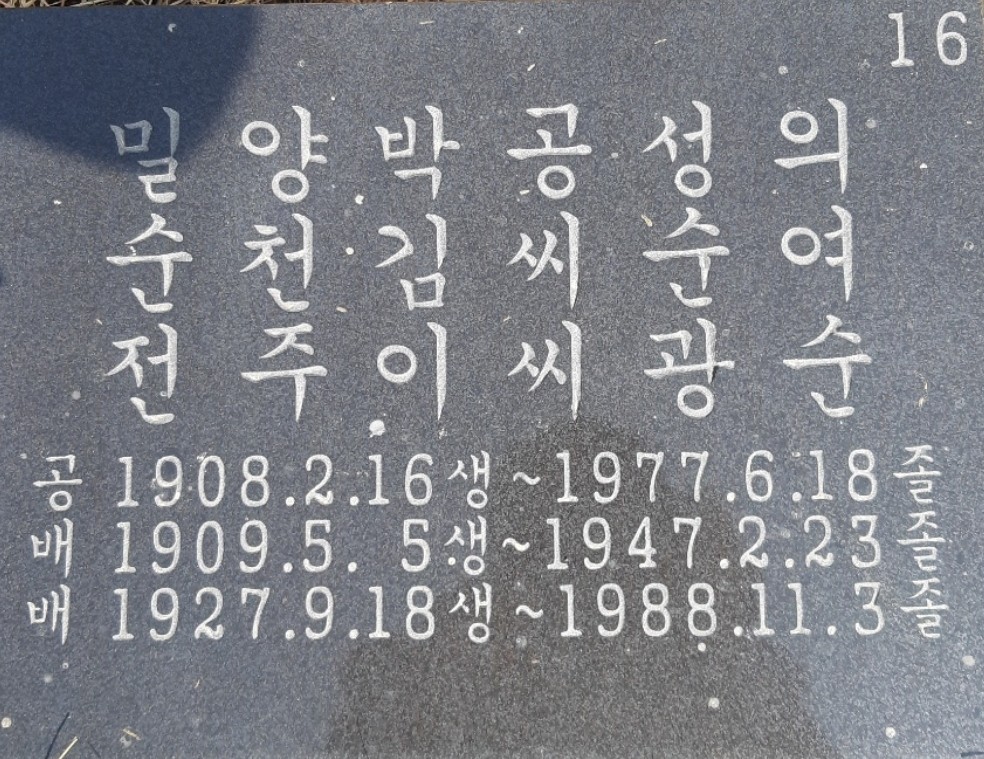 16
밀양박공성의
순천김씨순여
전주이씨광순
공 1908.2.16생~1977.6.18졸
배 1909.5. 5생~1947.2.23졸
배 1927.9.18생~1988.11.3졸